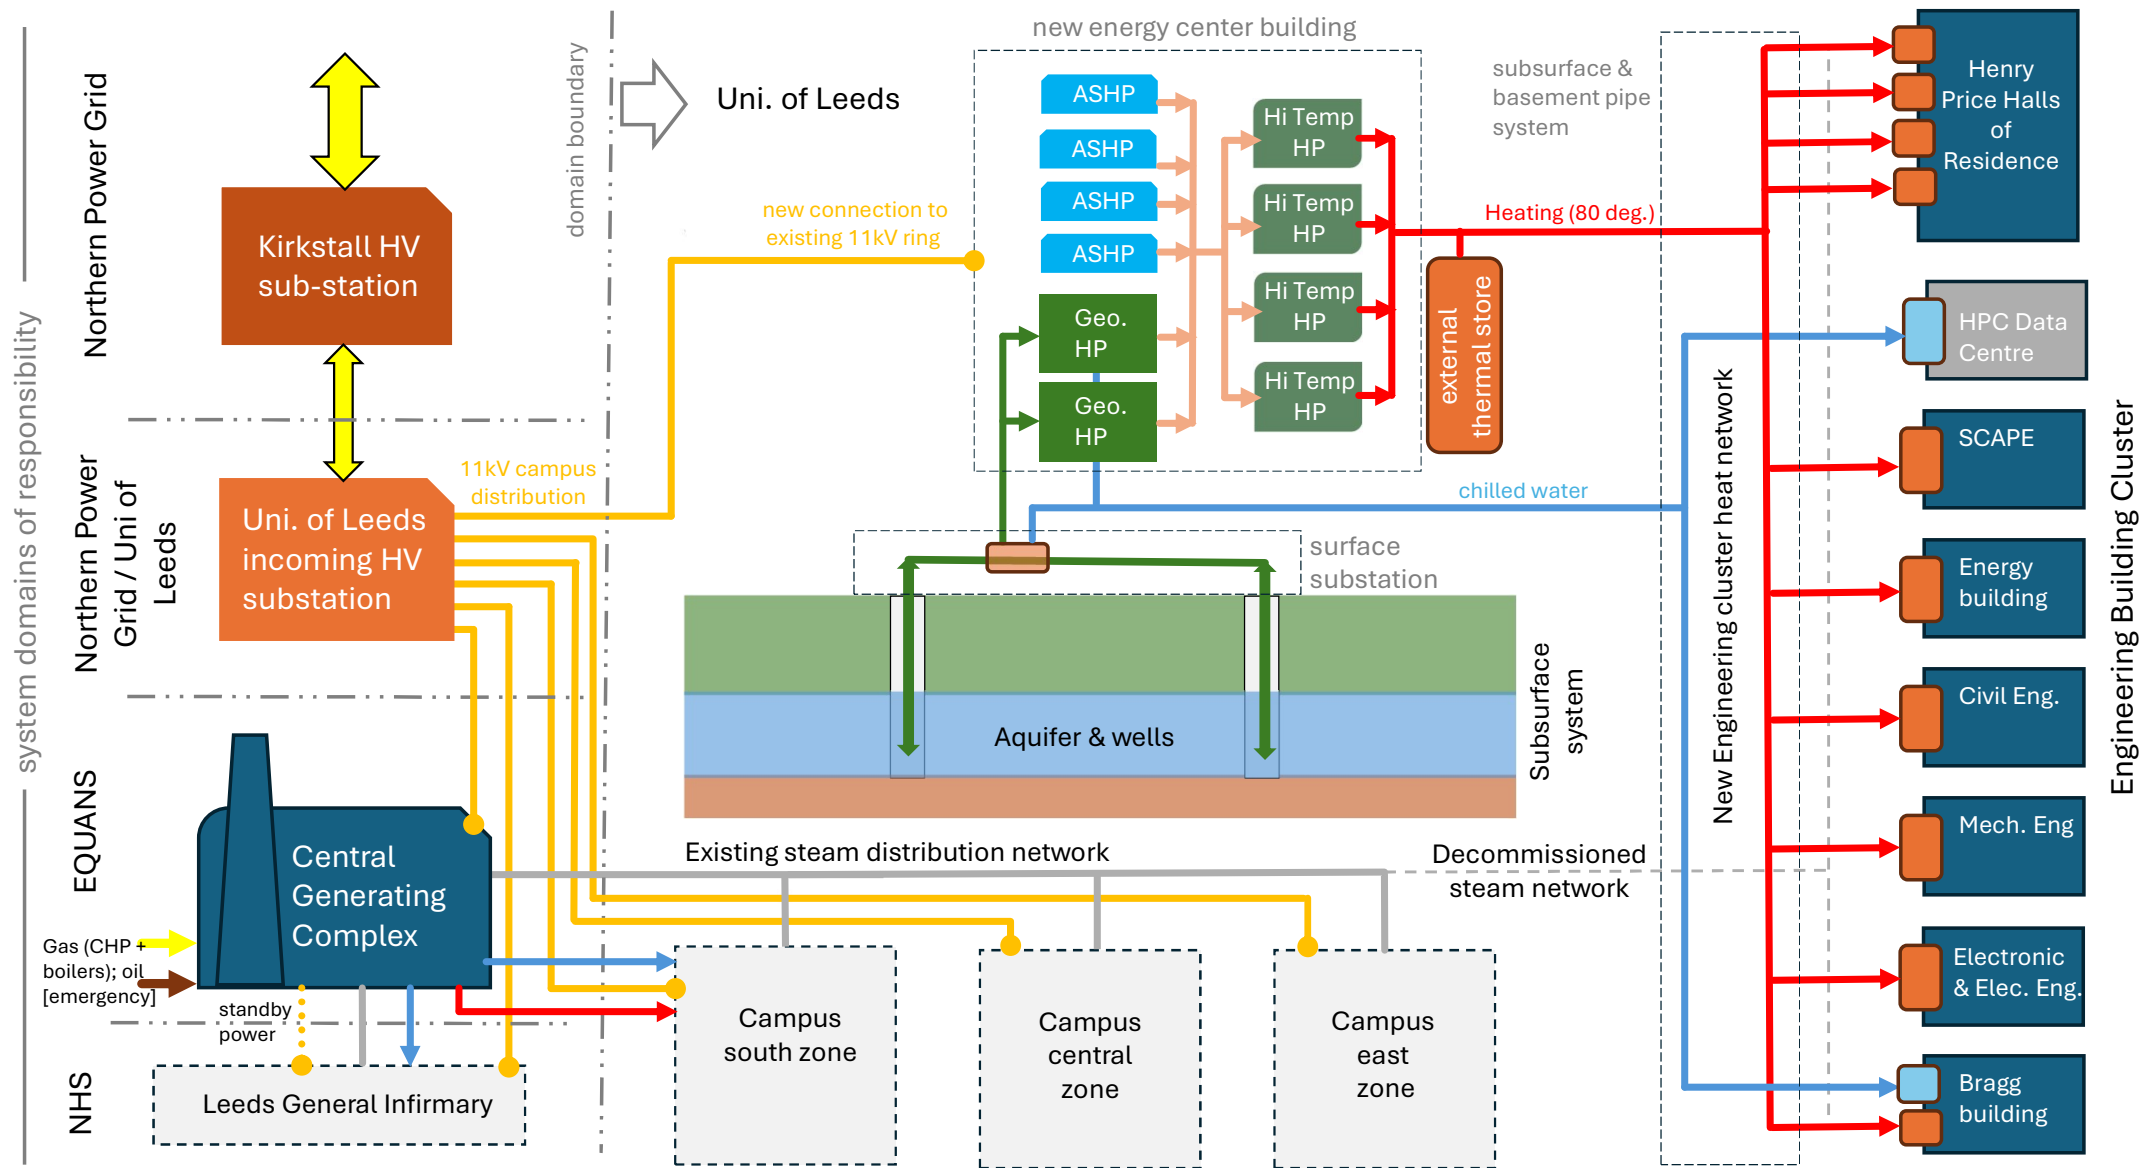 system domains of responsibility
Northern Power Grid
Northern Power
Grid / Uni of
Leeds
EQUANS
NHS
domain boundary
Uni. of Leeds
Kirkstall HV
sub-station
Uni. of Leeds
incoming HV
substation
11kV campus
distribution
new connection to
existing 11kV ring
Central
Generating
Complex
Gas (CHP +
boilers); oil
[emergency]
standby
power
Leeds General Infirmary
new energy center building
ASHP
ASHP
ASHP
ASHP
Geo.
HP
Geo.
HP
Hi Temp
HP
Hi Temp
HP
Hi Temp
HP
Hi Temp
HP
external
thermal store
Heating (80 deg.)
subsurface &
basement pipe
system
chilled water
surface
substation
Aquifer & wells
Subsurface
system
Existing steam distribution network
Decommissioned
steam network
Campus
south zone
Campus
central
zone
Campus
east
zone
New Engineering cluster heat network
Henry
Price Halls
of
Residence
HPC Data
Centre
SCAPE
Energy
building
Civil Eng.
Mech. Eng
Electronic
& Elec. Eng.
Bragg
building
Engineering Building Cluster